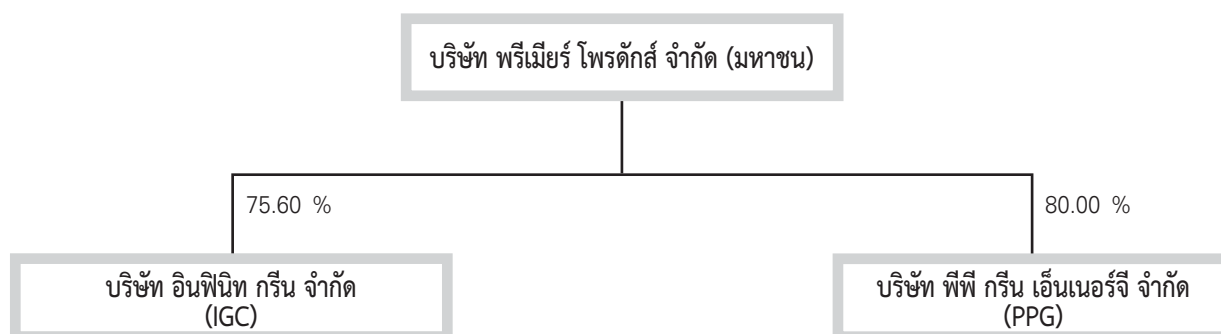 บริษัท พรีเมียร์ โพรดักส์ จำกัด (มหาชน)
75.60 %
80.00 %
บริษัท อินฟินิท กรีน จำกัด
(IGC)
บริษัท พีพี กรีน เอ็นเนอร์จี จำกัด
(PPG)